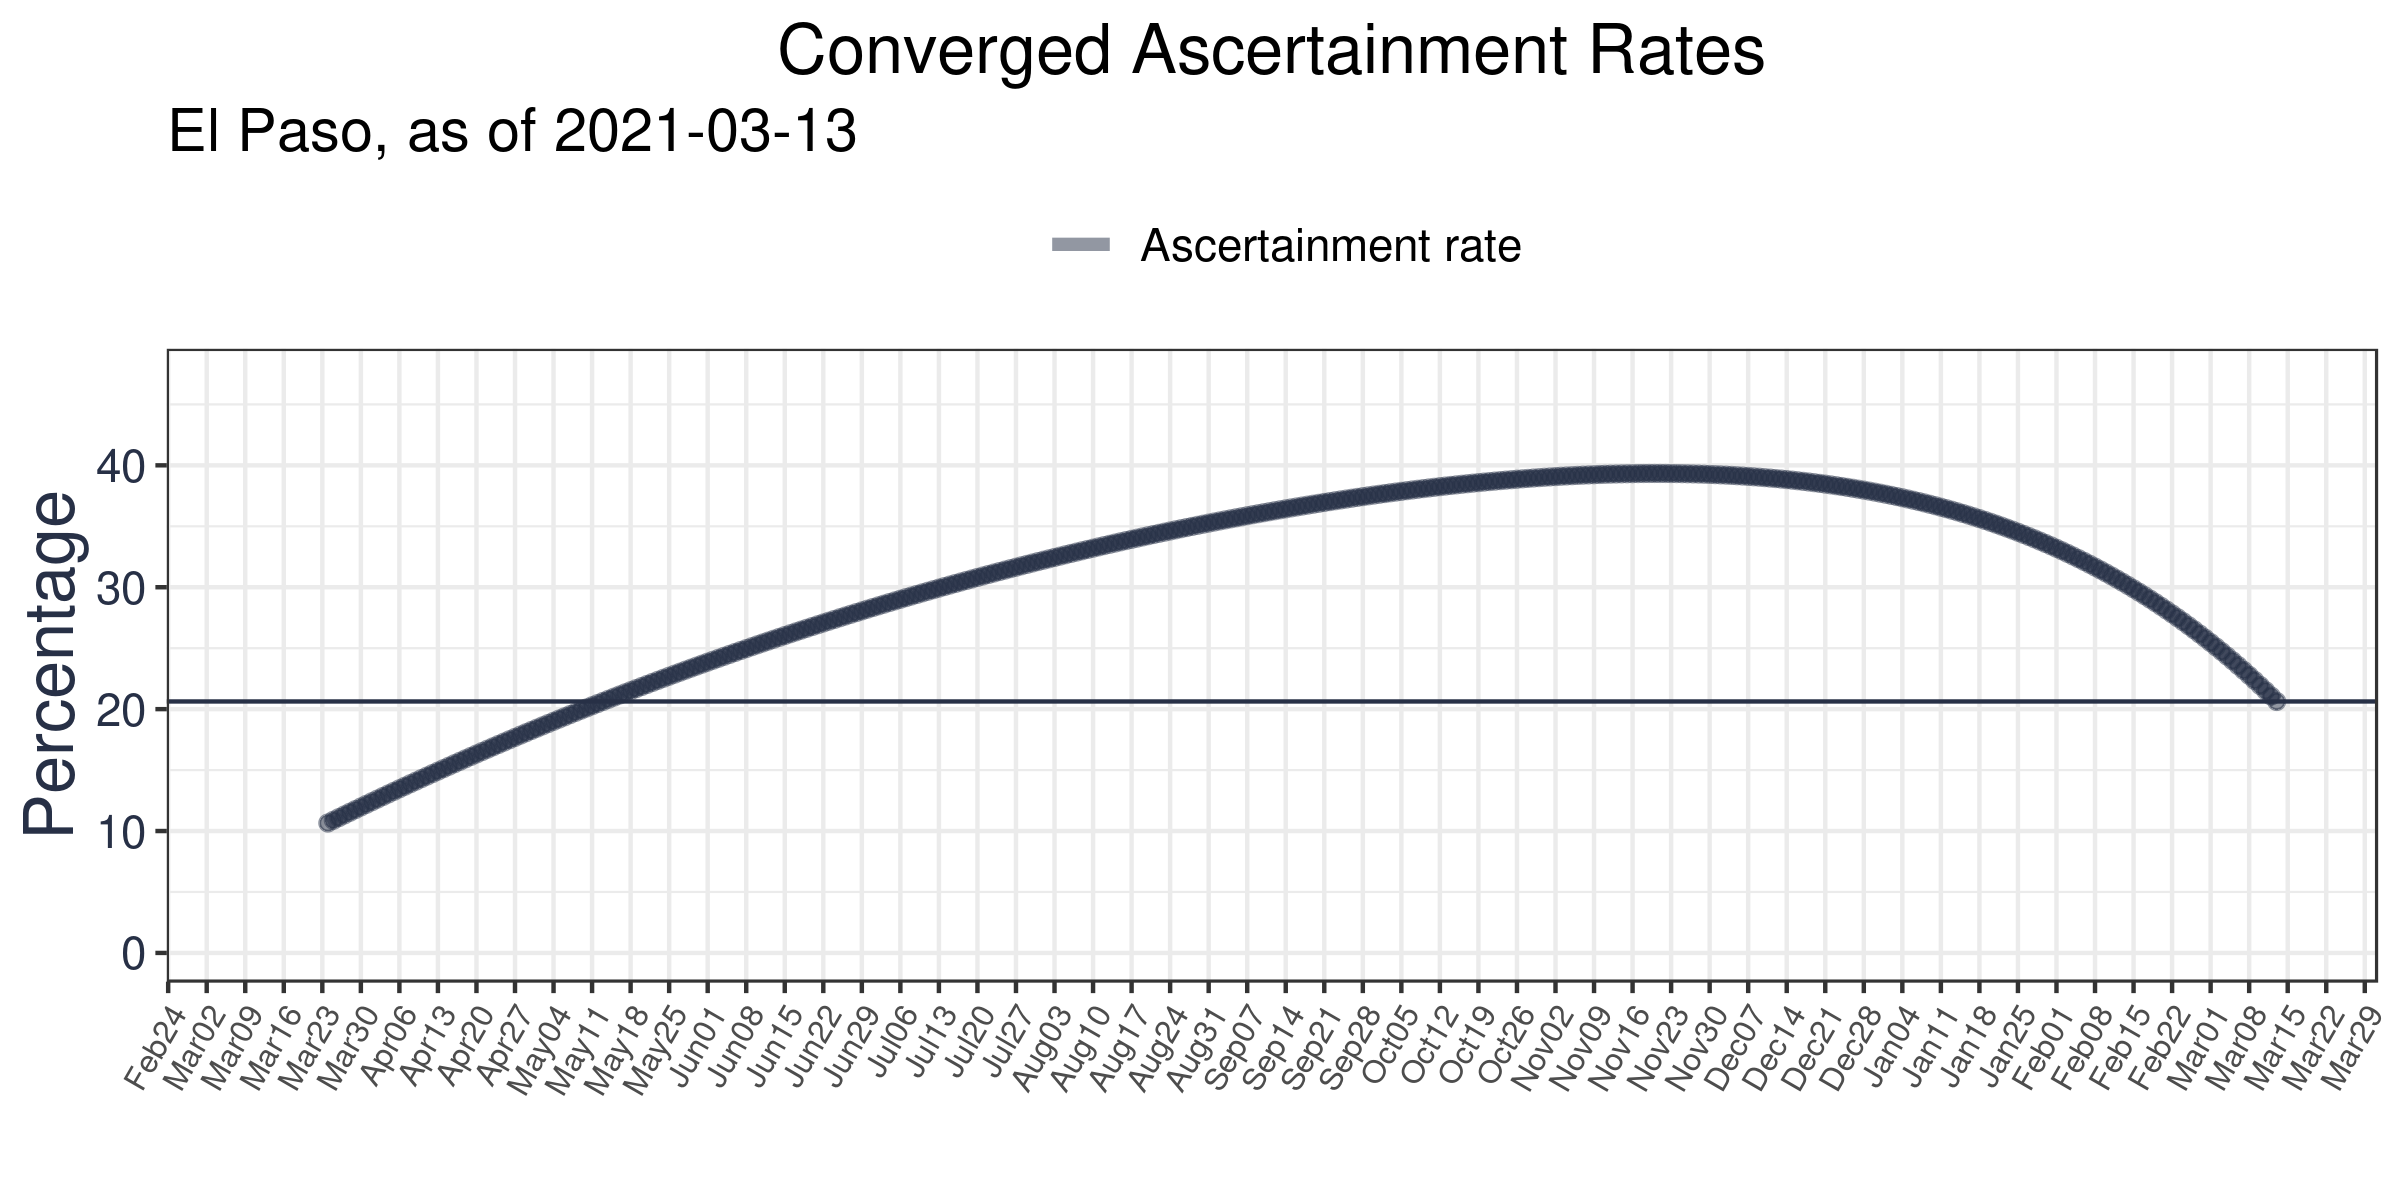 Converged Ascertainment Rates
El Paso, as of 2021-03-13
Ascertainment rate
Percentage
40
30
20
10
0
Feb24 Mar02 Mar09 Mar16 Mar23 Mar30 Apr06 Apr13 Apr20 Apr27 May04 May11 May18 May25 Jun01 Jun08 Jun15 Jun22 Jun29 Jul06 Jul13 Jul20 Jul27 Aug03 Aug10 Aug17 Aug24 Aug31 Sep07 Sep14 Sep21 Sep28 Oct05 Oct12 Oct19 Oct26 Nov02 Nov09 Nov16 Nov23 Nov30 Dec07 Dec14 Dec21 Dec28 Jan04 Jan11 Jan18 Jan25 Feb01 Feb08 Feb15 Feb22 Mar01 Mar08 Mar15 Mar22 Mar29